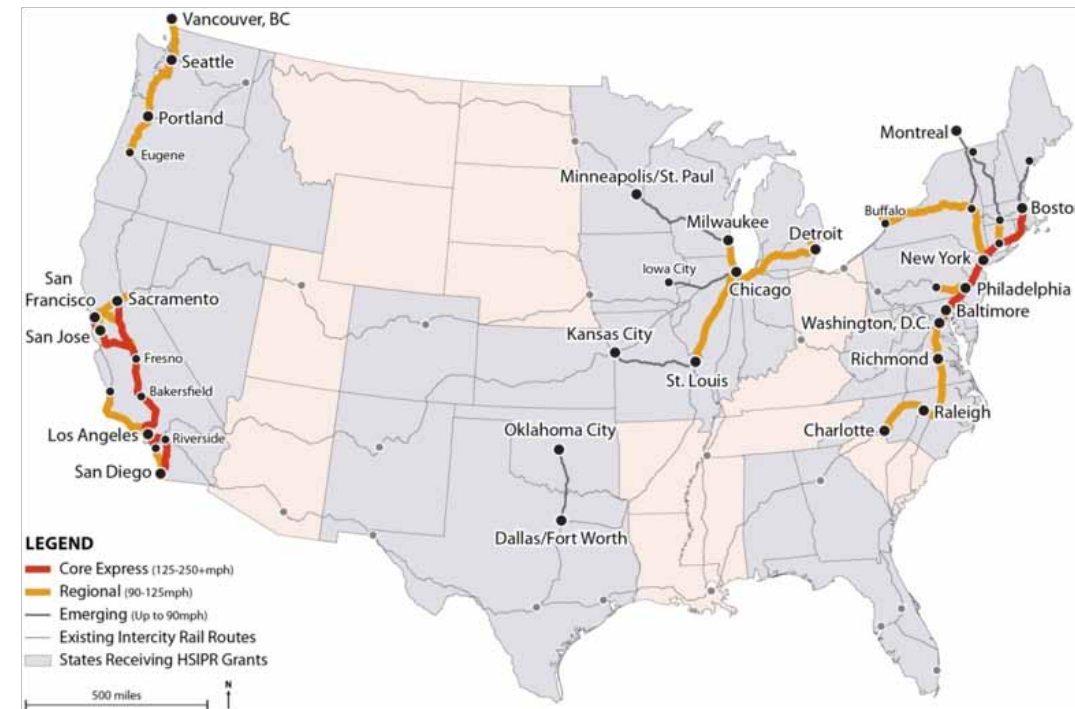 Vancouver, BC
Seattle
Portland
Eugene
Minneapolis/St. Paul
Milwaukee
Detroit
Iowa City
Chicago
Kansas City
St. Louis
Montreal
Buffalo
Bosto
New York
Philadelphia
Baltimore
Washington, D.C.
Richmond
Raleigh
Charlotte
San
Francisco
Sacramento
San Jose
Fresno
Bakersfield
Los Angeles
Riverside
San Diego
Oklahoma City
Dallas/Fort Worth
LEGEND
Core Express (125-250+mph)
Regional (90-125mph)
Emerging (Up to 90mph)
Existing Intercity Rail Routes
States Receiving HSIPR Grants
500 miles
N